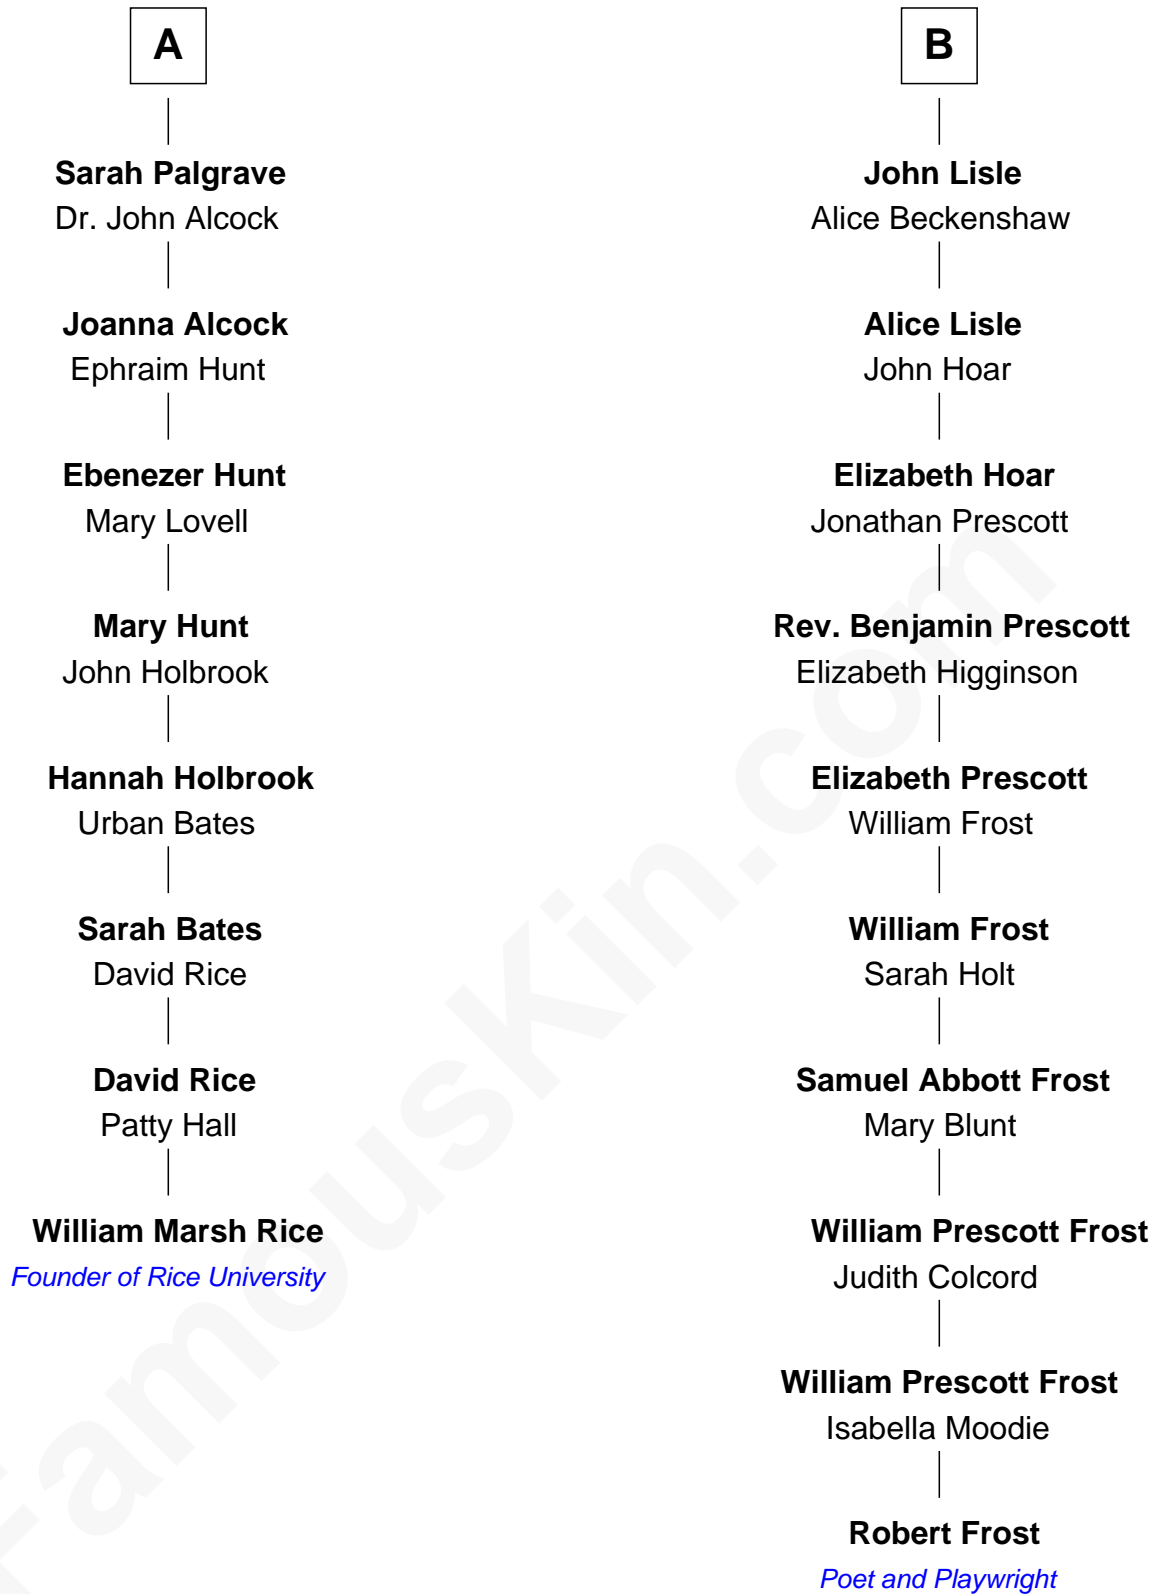 A
Sarah Palgrave
Dr. John Alcock
Joanna Alcock
Ephraim Hunt
Ebenezer Hunt
Mary Lovell
Mary Hunt
John Holbrook
Hannah Holbrook
Urban Bates
Sarah Bates
David Rice
David Rice
Patty Hall
William Marsh Rice
Founder of Rice University
B
John Lisle
Alice Beckenshaw
Alice Lisle
John Hoar
Elizabeth Hoar
Jonathan Prescott
Rev. Benjamin Prescott
Elizabeth Higginson
Elizabeth Prescott
William Frost
William Frost
Sarah Holt
Samuel Abbott Frost
Mary Blunt
William Prescott Frost
Judith Colcord
William Prescott Frost
Isabella Moodie
Robert Frost
Poet and Playwright
FamousKin.com